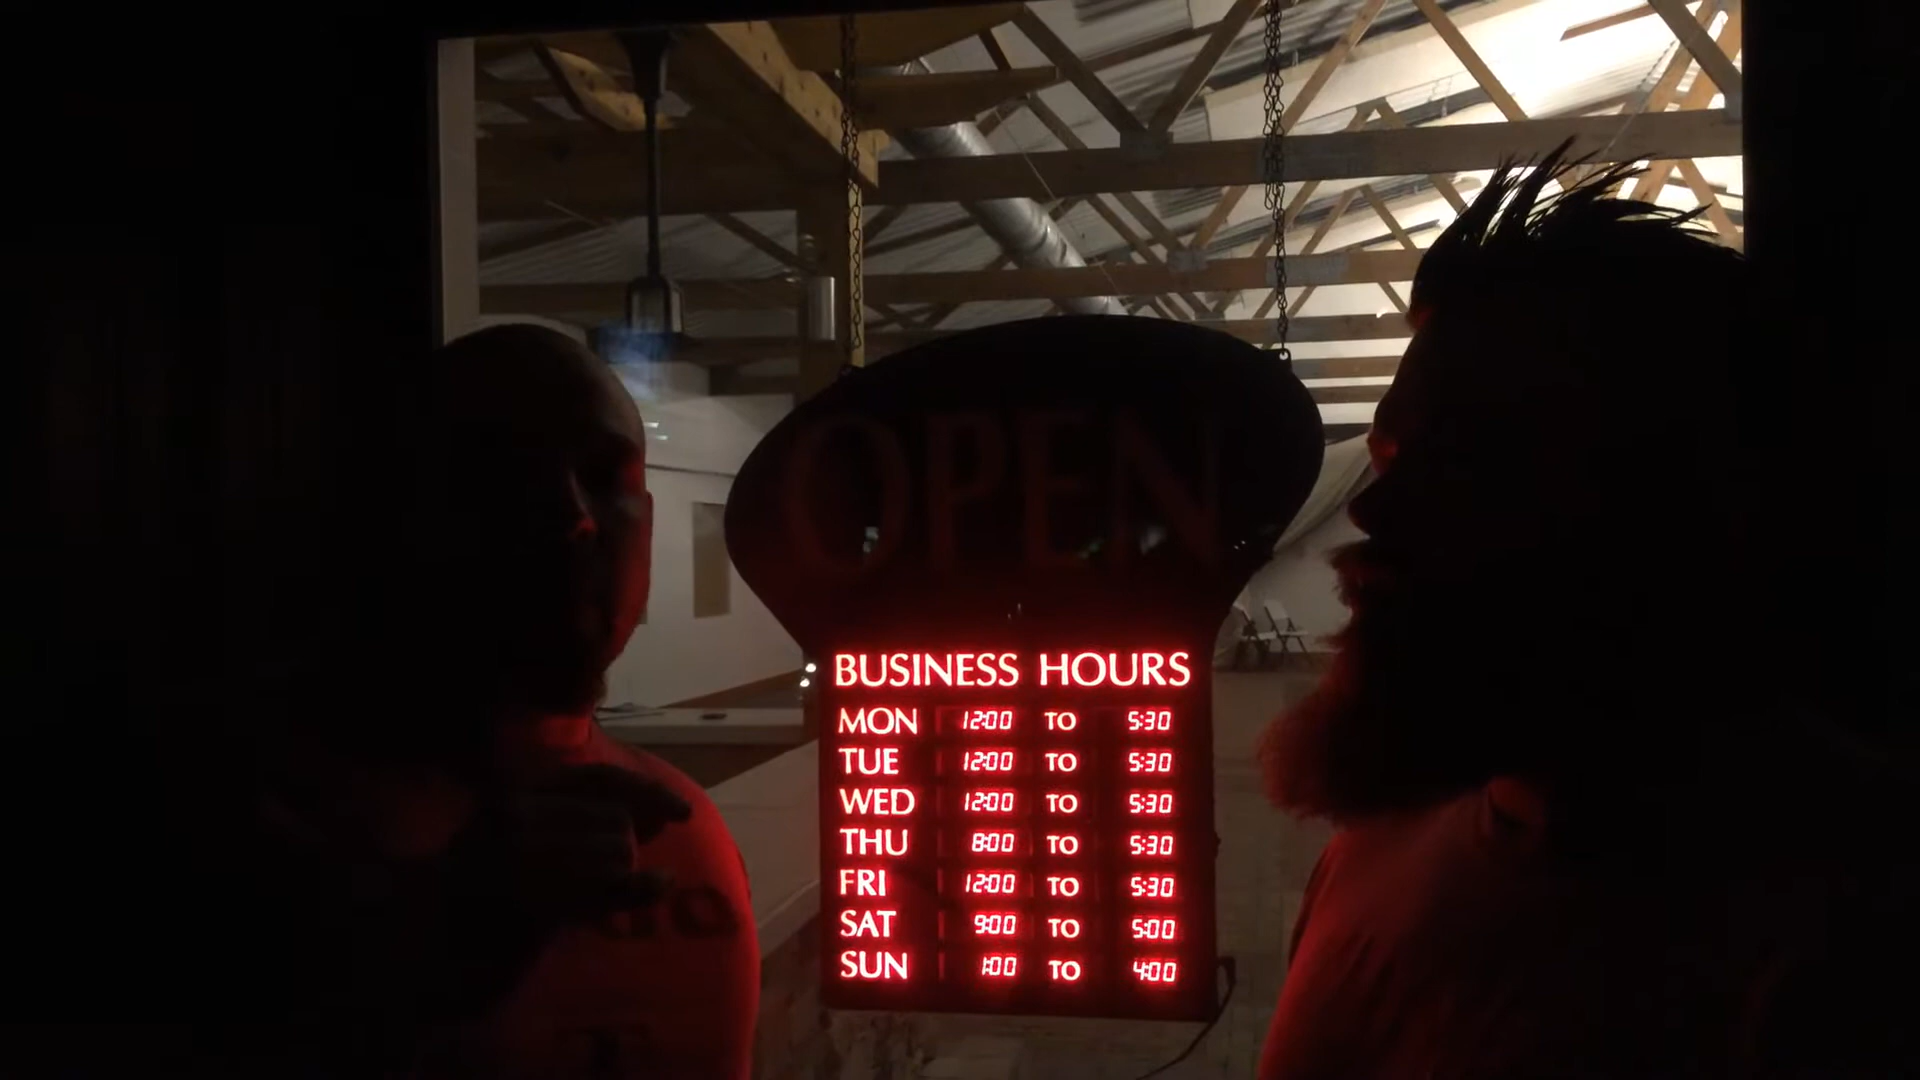 OPEN
BUSINESS HOURS
MON 12:00 TO 5:30
TUE 12:00 TO 5:30
WED 12:00 TO 5:30
THU 8:00 TO 5:30
FRI 12:00 TO 5:30
SAT 9:00 TO 5:00
SUN 1:00 TO 4:00